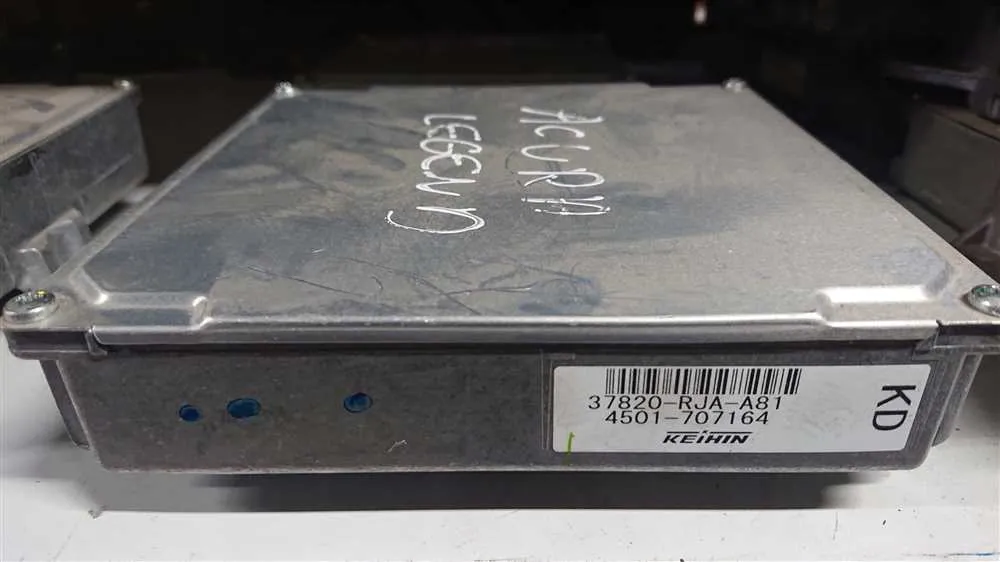 ACURA
LEGEND
37820-RJA-A81
4501-707164
KEIHIN
KD